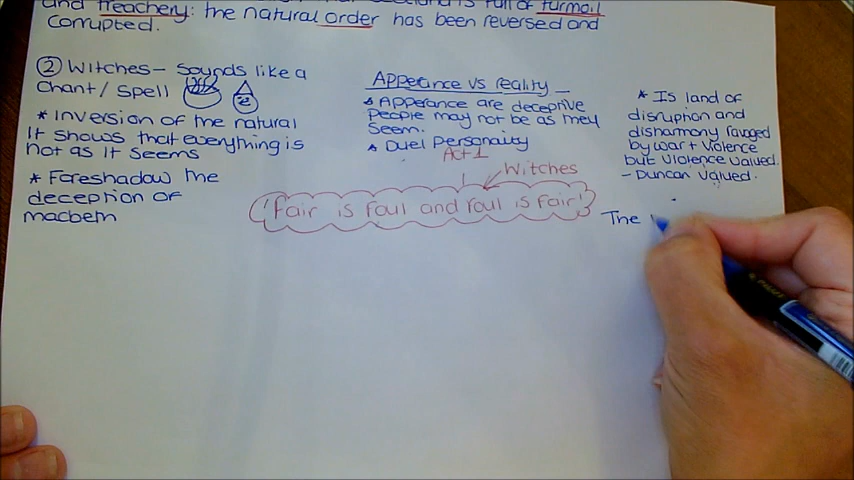 and treachery: the natural order has been reversed and
corrupted.
② Witches - sounds like a
chant/spell
* Inversion of the natural
It shows that everything is
not as it seems
* Foreshadow the
deception of
macbeth
Apperance vs reality
* Apperance are deceptive
people may not be as they
seem.
* Duel Personality
* Is land of
disruption and
disharmony ravaged
by war + violence
but violence valued.
- Duncan valued.
Act 1
Witches
'Fair is foul and foul is fair'
The